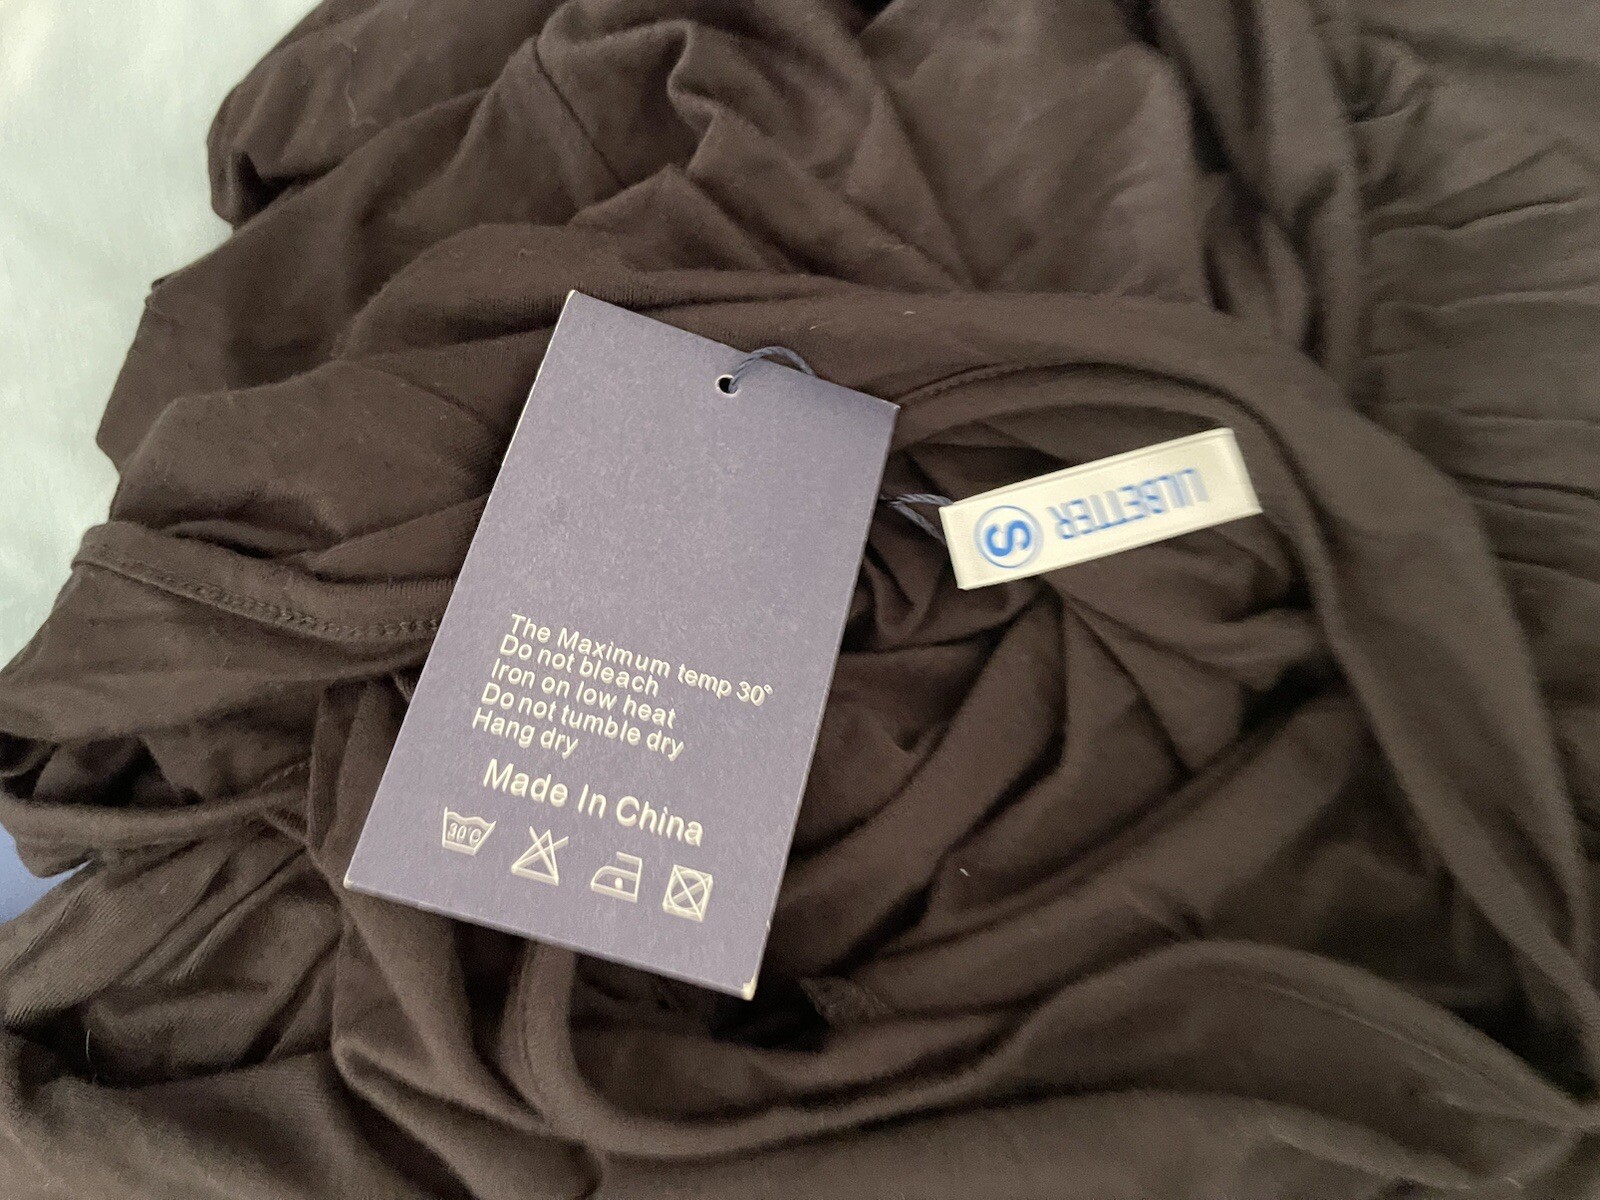 The Maximum temp 30°
Do not bleach
Iron on low heat
Do not tumble dry
Hang dry
Made In China
30°C
LILBETTER
S